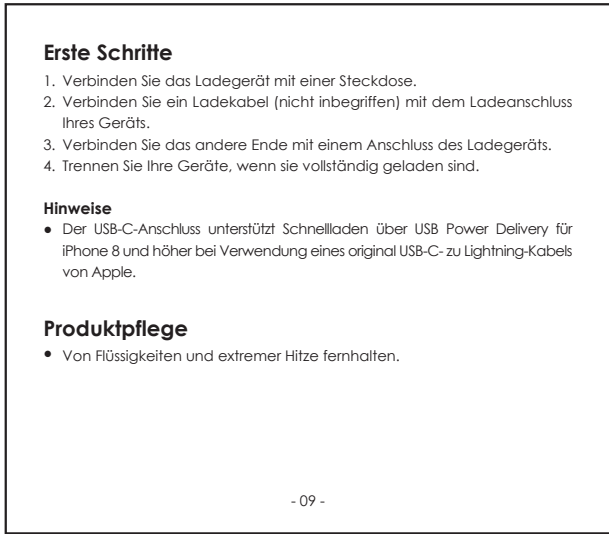 Erste Schritte
1. Verbinden Sie das Ladegerät mit einer Steckdose.
2. Verbinden Sie ein Ladekabel (nicht inbegriffen) mit dem Ladeanschluss
Ihres Geräts.
3. Verbinden Sie das andere Ende mit einem Anschluss des Ladegeräts.
4. Trennen Sie Ihre Geräte, wenn sie vollständig geladen sind.
Hinweise
● Der USB-C-Anschluss unterstützt Schnellladen über USB Power Delivery für
iPhone 8 und höher bei Verwendung eines original USB-C- zu Lightning-Kabels
von Apple.
Produktpflege
● Von Flüssigkeiten und extremer Hitze fernhalten.
- 09 -